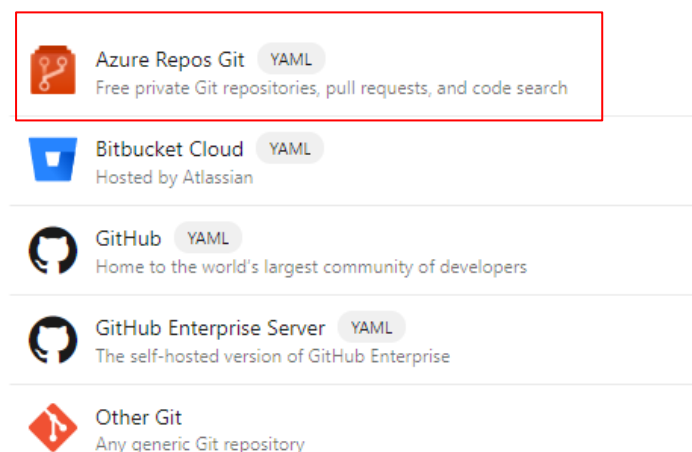 Azure Repos Git YAML
Free private Git repositories, pull requests, and code search
Bitbucket Cloud YAML
Hosted by Atlassian
GitHub YAML
Home to the world's largest community of developers
GitHub Enterprise Server YAML
The self-hosted version of GitHub Enterprise
Other Git
Any generic Git repository